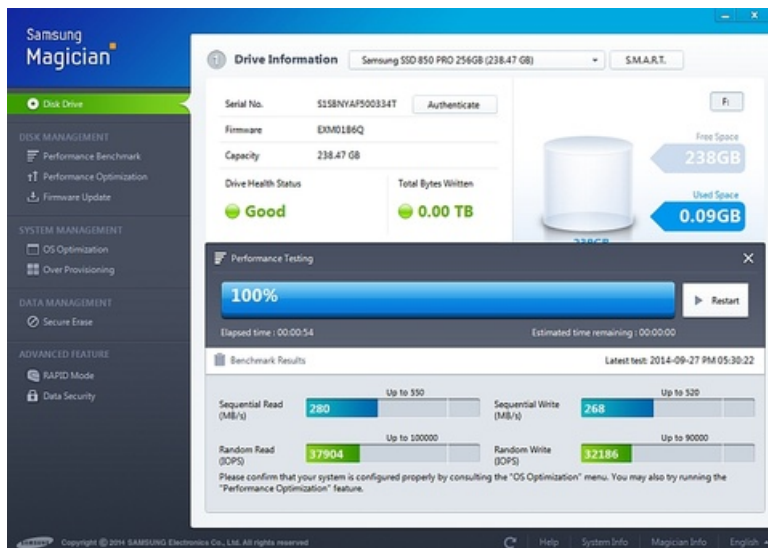 Samsung
Magician
Disk Drive
DISK MANAGEMENT
Performance Benchmark
Performance Optimization
Firmware Update
SYSTEM MANAGEMENT
OS Optimization
Over Provisioning
DATA MANAGEMENT
Secure Erase
ADVANCED FEATURE
RAPID Mode
Data Security
1 Drive Information Samsung SSD 850 PRO 256GB (238.47 GB) S.M.A.R.T.
Serial No. S1SBNYAF500334T Authenticate
Firmware EXM01B6Q
Capacity 238.47 GB
Drive Health Status Total Bytes Written
Good 0.00 TB
F:
Free Space
238GB
Used Space
0.09GB
238GB
Performance Testing
100%
Restart
Elapsed time : 00:00:54 Estimated time remaining : 00:00:00
Benchmark Results Latest test: 2014-09-27 PM 05:30:22
Up to 550 Up to 520
Sequential Read 280 Sequential Write 268
(MB/s) (MB/s)
Up to 100000 Up to 90000
Random Read 37904 Random Write 32186
(IOPS) (IOPS)
Please confirm that your system is configured properly by consulting the "OS Optimization" menu. You may also try running the
"Performance Optimization" feature.
SAMSUNG Copyright © 2014 SAMSUNG Electronics Co., Ltd. All rights reserved Help System Info Magician Info English